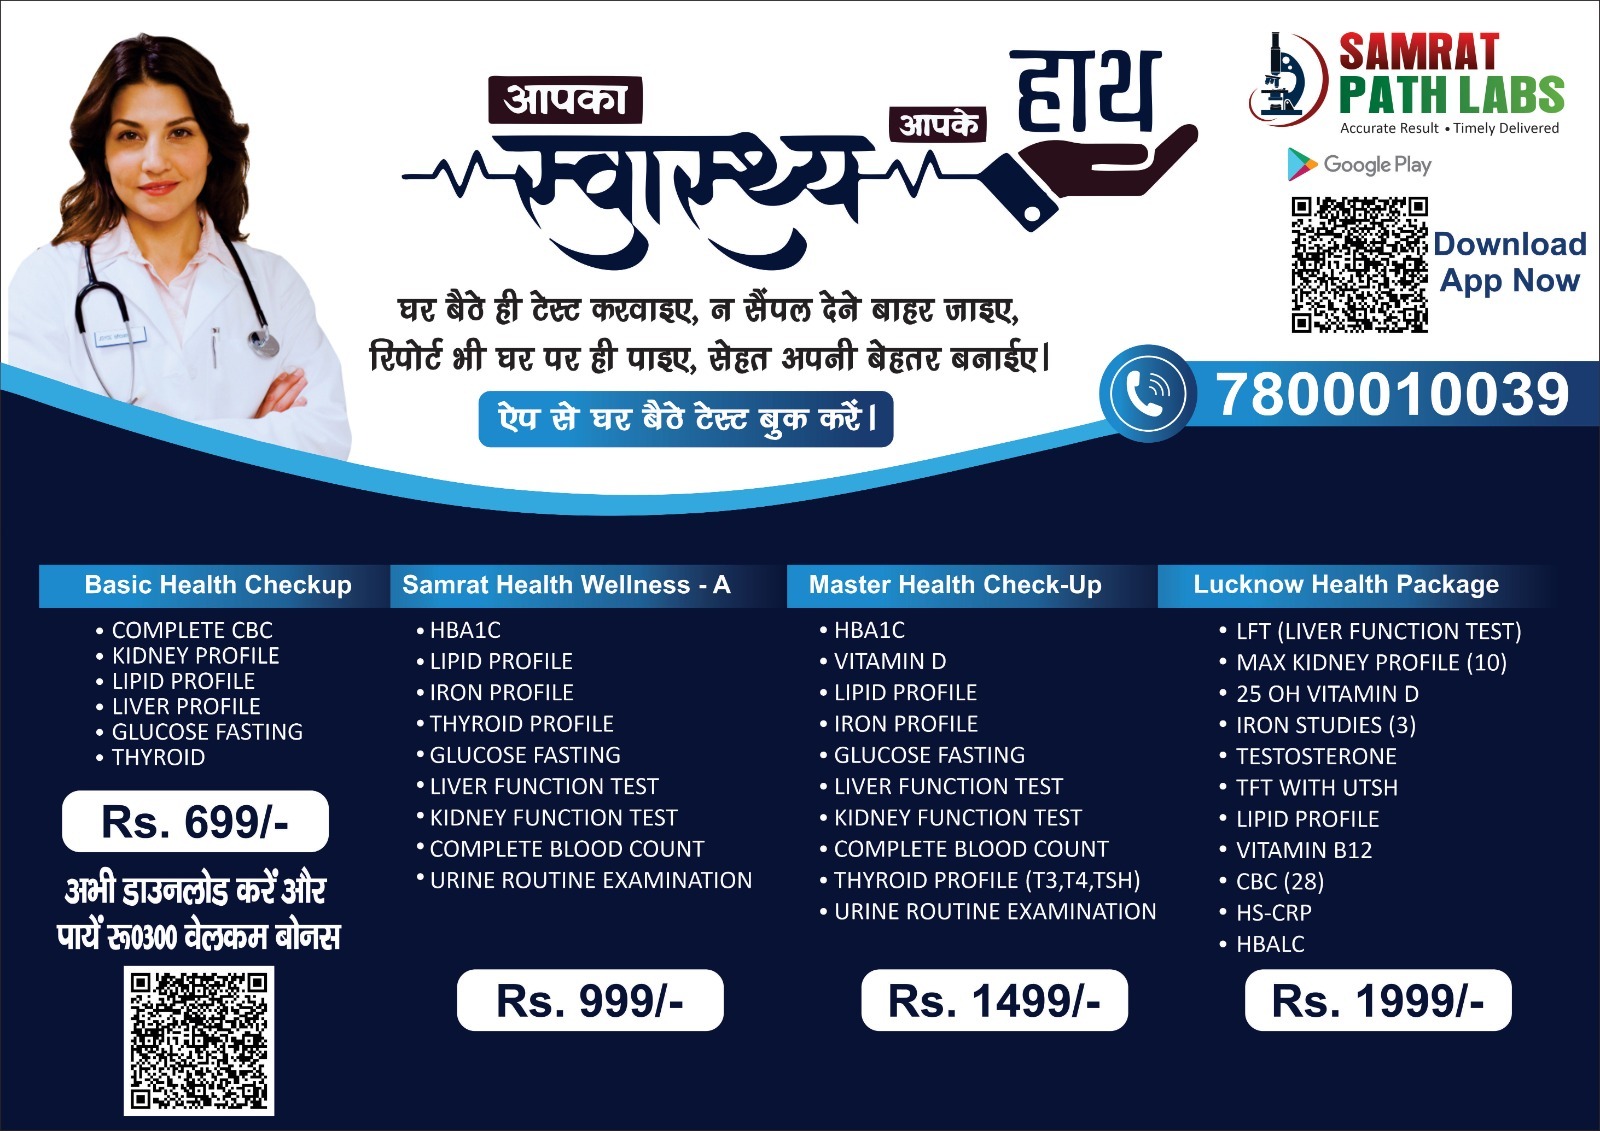 आपका
स्वास्थ्य
आपके
हाथ
SAMRAT
PATH LABS
Accurate Result • Timely Delivered
Google Play
Download
App Now
घर बैठे ही टेस्ट करवाइए, न सैंपल देने बाहर जाइए,
रिपोर्ट भी घर पर ही पाइए, सेहत अपनी बेहतर बनाईए।
ऐप से घर बैठे टेस्ट बुक करें।
7800010039
Basic Health Checkup
• COMPLETE CBC
• KIDNEY PROFILE
• LIPID PROFILE
• LIVER PROFILE
• GLUCOSE FASTING
• THYROID
Rs. 699/-
अभी डाउनलोड करें और
पायें रू0300 वेलकम बोनस
Samrat Health Wellness - A
• HBA1C
• LIPID PROFILE
• IRON PROFILE
• THYROID PROFILE
• GLUCOSE FASTING
• LIVER FUNCTION TEST
• KIDNEY FUNCTION TEST
• COMPLETE BLOOD COUNT
• URINE ROUTINE EXAMINATION
Rs. 999/-
Master Health Check-Up
• HBA1C
• VITAMIN D
• LIPID PROFILE
• IRON PROFILE
• GLUCOSE FASTING
• LIVER FUNCTION TEST
• KIDNEY FUNCTION TEST
• COMPLETE BLOOD COUNT
• THYROID PROFILE (T3,T4,TSH)
• URINE ROUTINE EXAMINATION
Rs. 1499/-
Lucknow Health Package
• LFT (LIVER FUNCTION TEST)
• MAX KIDNEY PROFILE (10)
• 25 OH VITAMIN D
• IRON STUDIES (3)
• TESTOSTERONE
• TFT WITH UTSH
• LIPID PROFILE
• VITAMIN B12
• CBC (28)
• HS-CRP
• HBALC
Rs. 1999/-